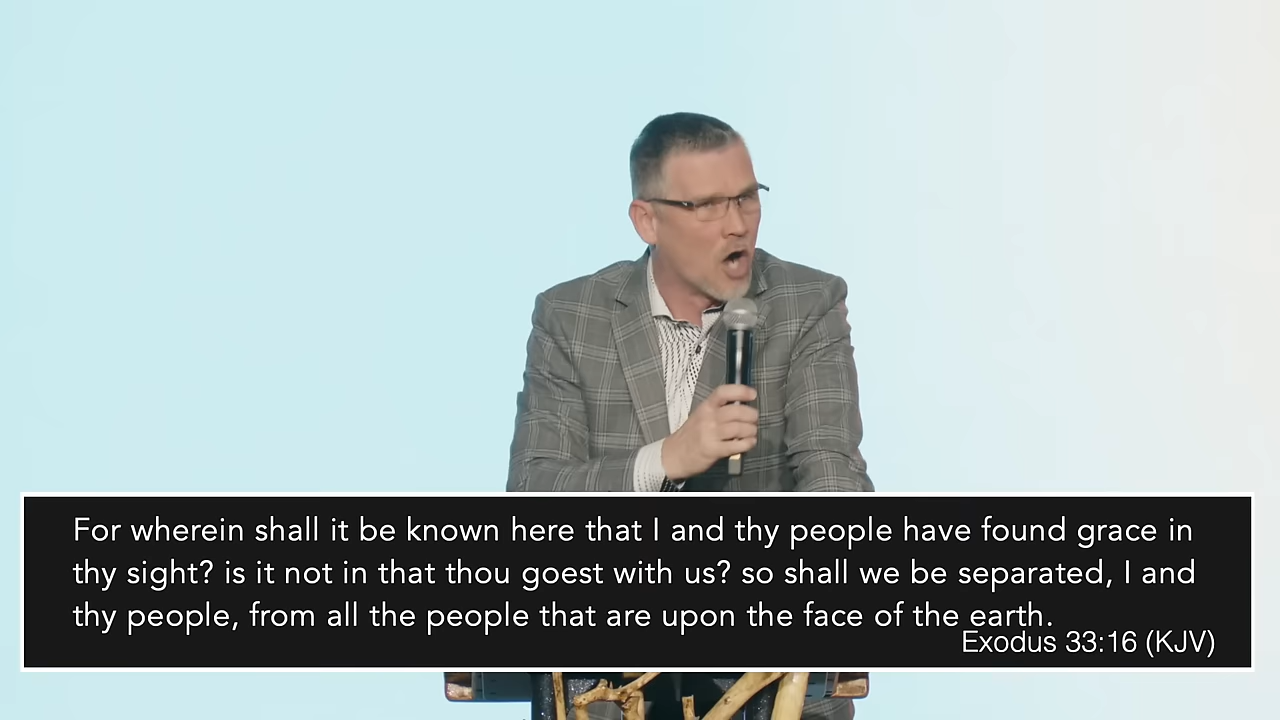 For wherein shall it be known here that I and thy people have found grace in
thy sight? is it not in that thou goest with us? so shall we be separated, I and
thy people, from all the people that are upon the face of the earth.
Exodus 33:16 (KJV)